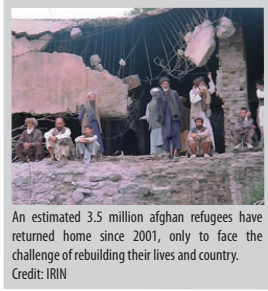 An estimated 3.5 million afghan refugees have
returned home since 2001, only to face the
challenge of rebuilding their lives and country.
Credit: IRIN